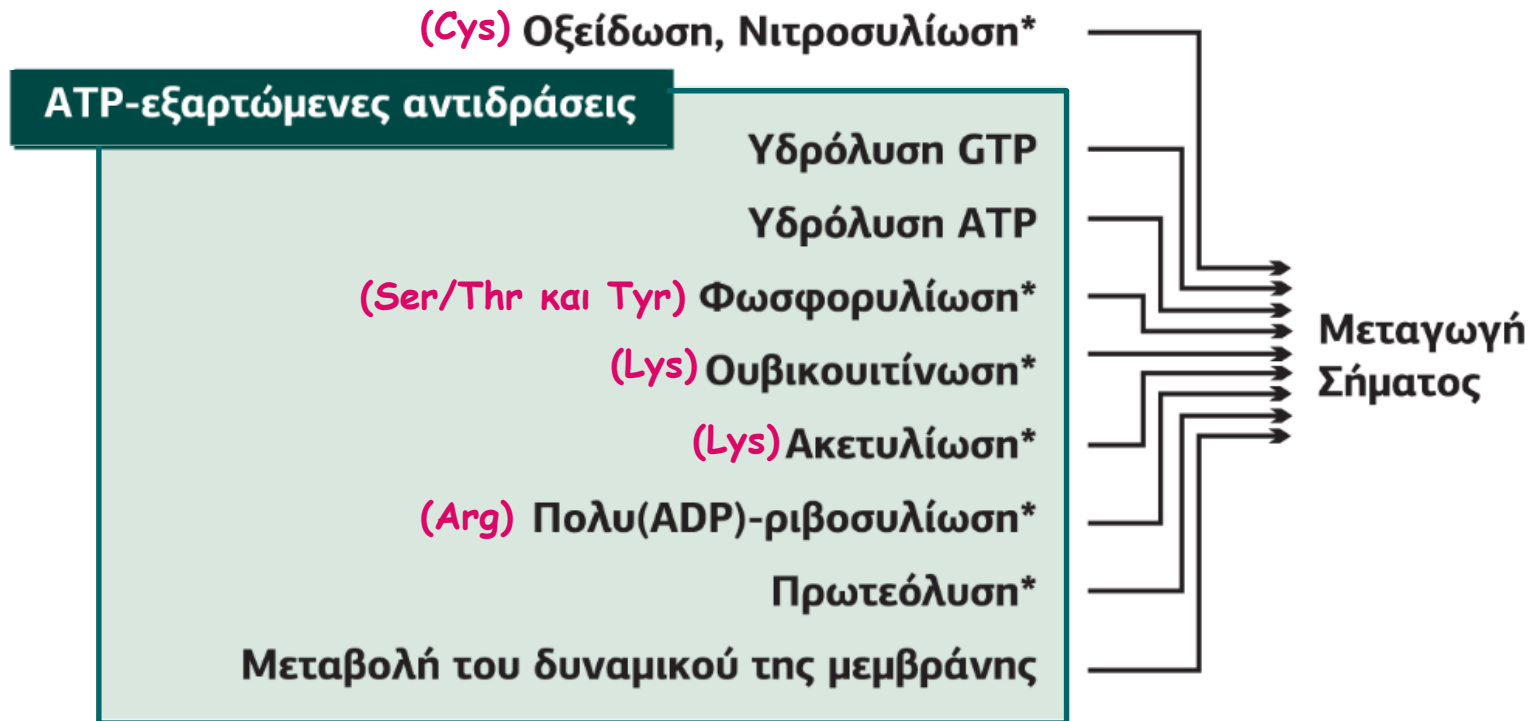 (Cys) Οξείδωση, Νιτροσυλίωση*
ATP-εξαρτώμενες αντιδράσεις
Υδρόλυση GTP
Υδρόλυση ATP
(Ser/Thr και Tyr) Φωσφορυλίωση*
(Lys) Ουβικουιτίνωση*
(Lys) Ακετυλίωση*
(Arg) Πολυ(ADP)-ριβοσυλίωση*
Πρωτεόλυση*
Μεταβολή του δυναμικού της μεμβράνης
Μεταγωγή
Σήματος